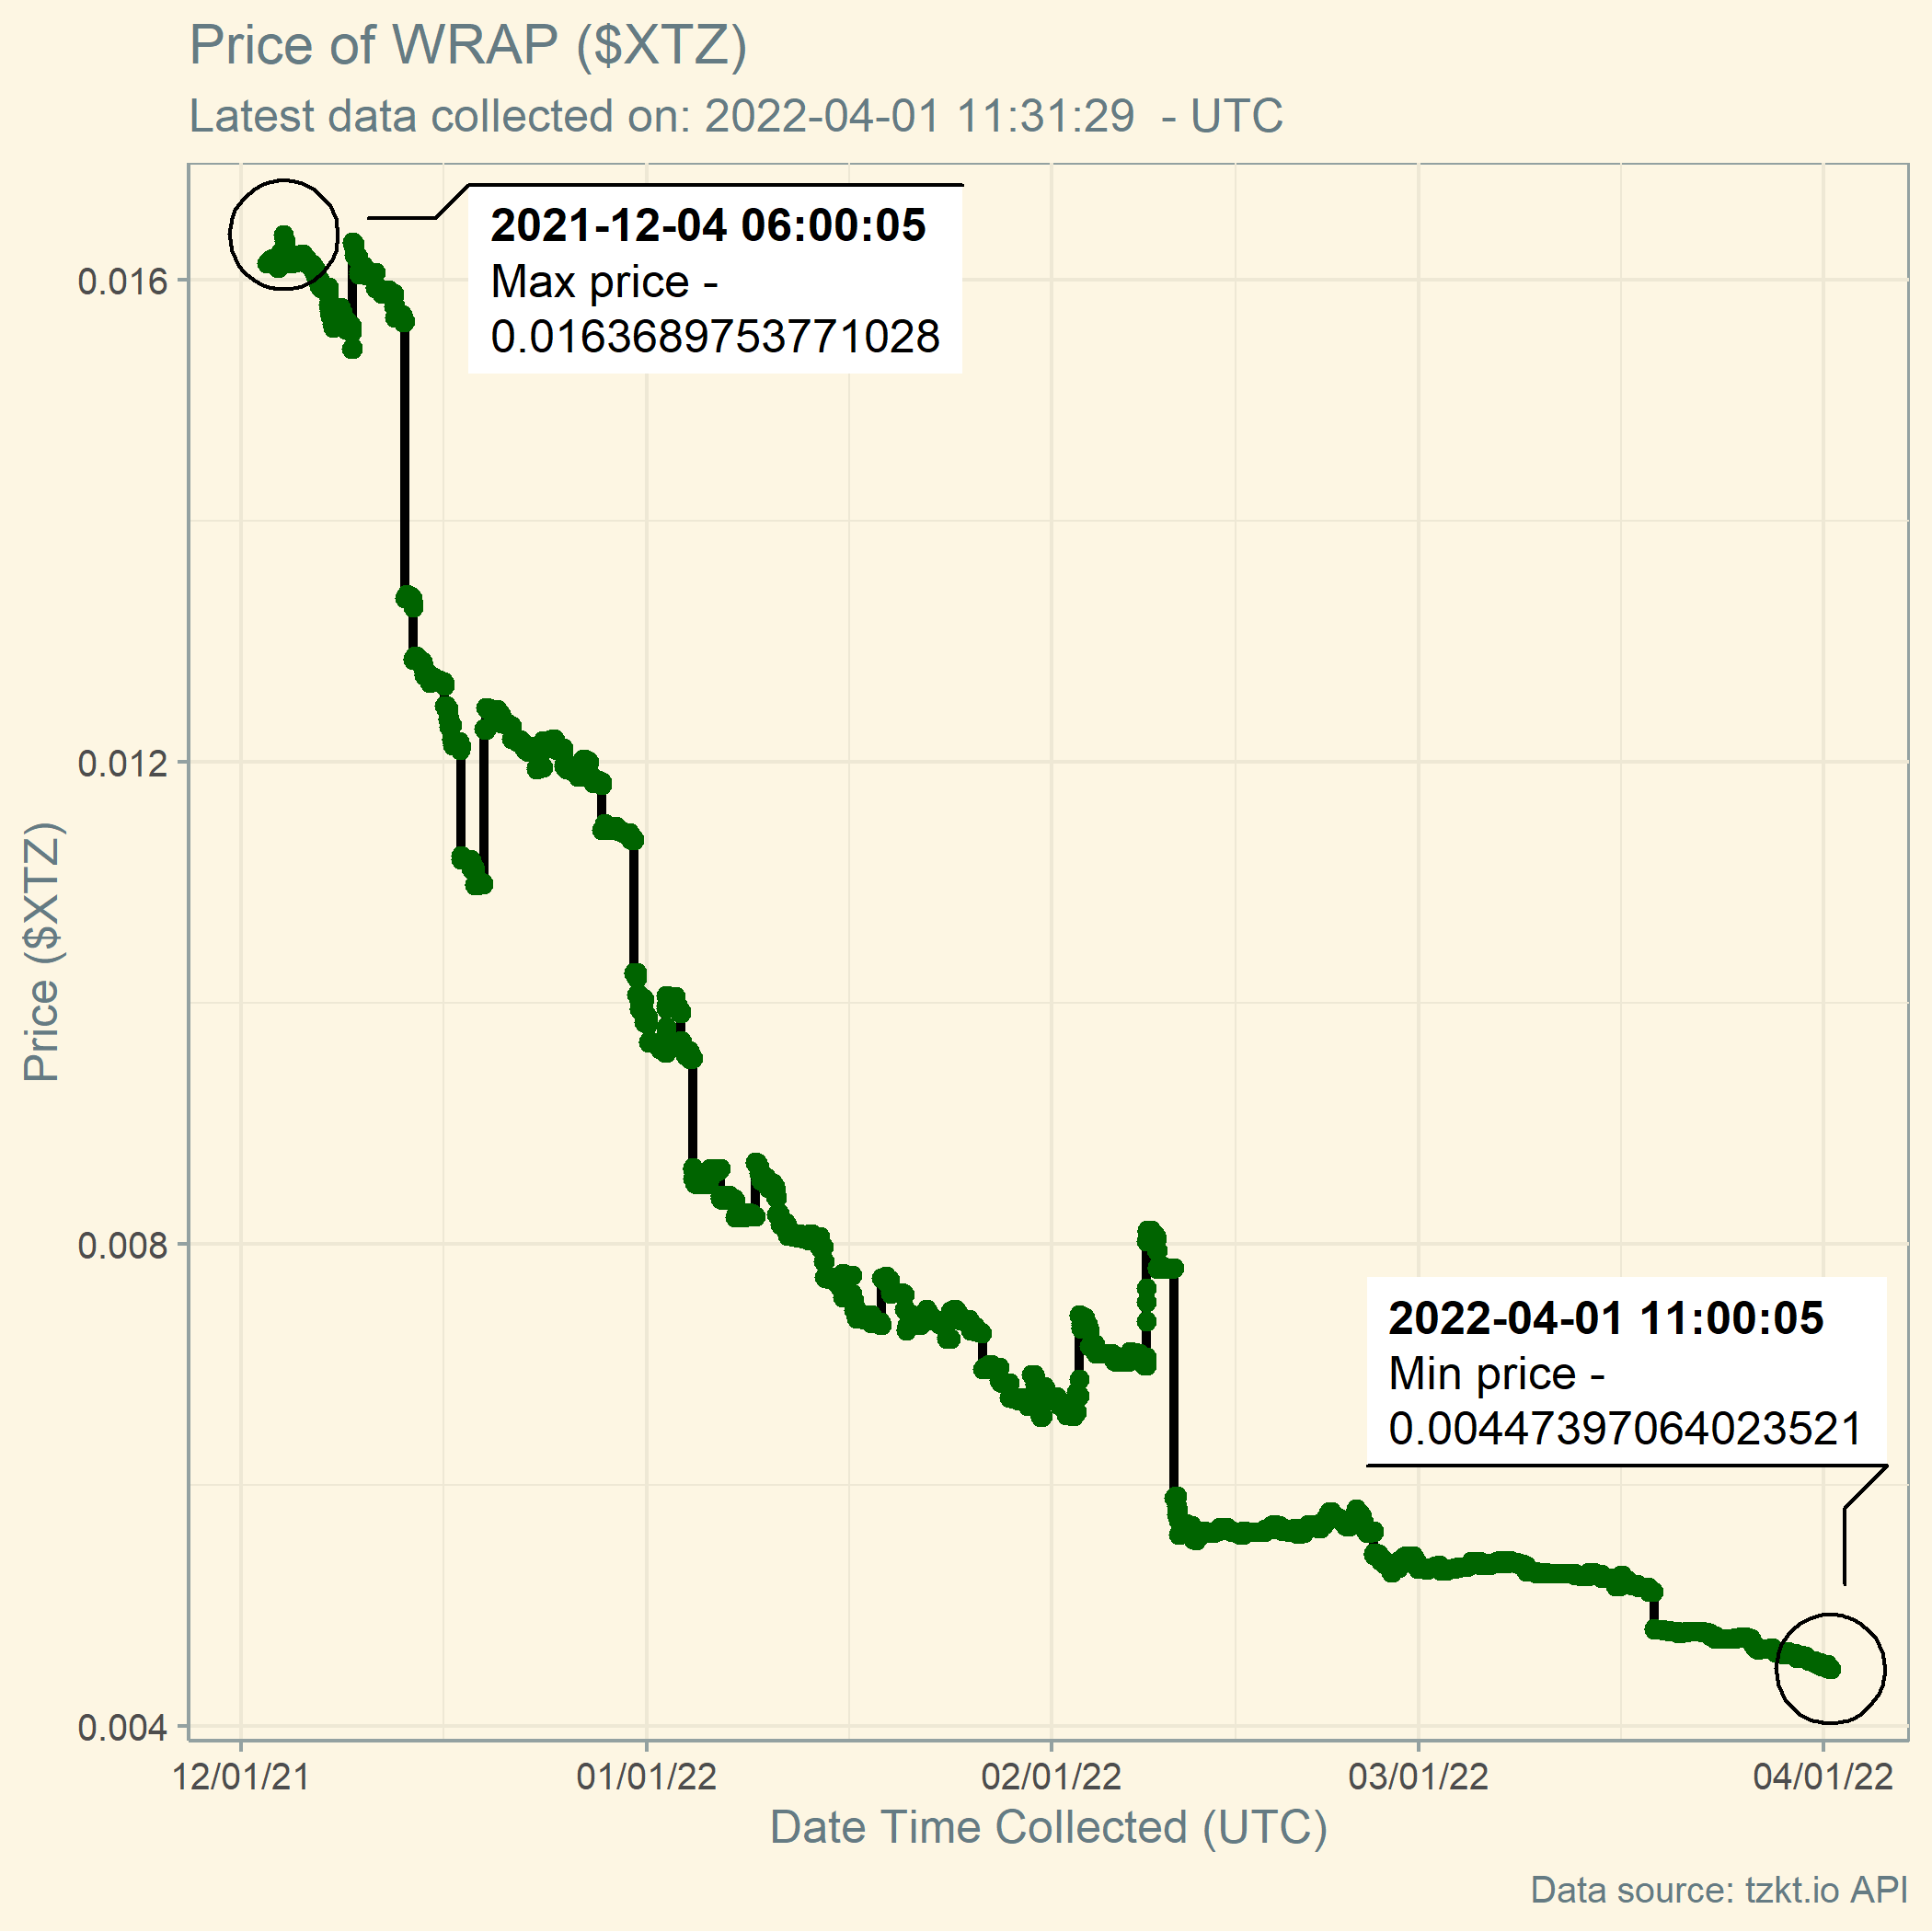 Price of WRAP ($XTZ)
Latest data collected on: 2022-04-01 11:31:29  - UTC
2021-12-04 06:00:05
Max price -
0.0163689753771028
0.016
0.012
0.008
0.004
Price ($XTZ)
2022-04-01 11:00:05
Min price -
0.00447397064023521
12/01/21
01/01/22
02/01/22
03/01/22
04/01/22
Date Time Collected (UTC)
Data source: tzkt.io API